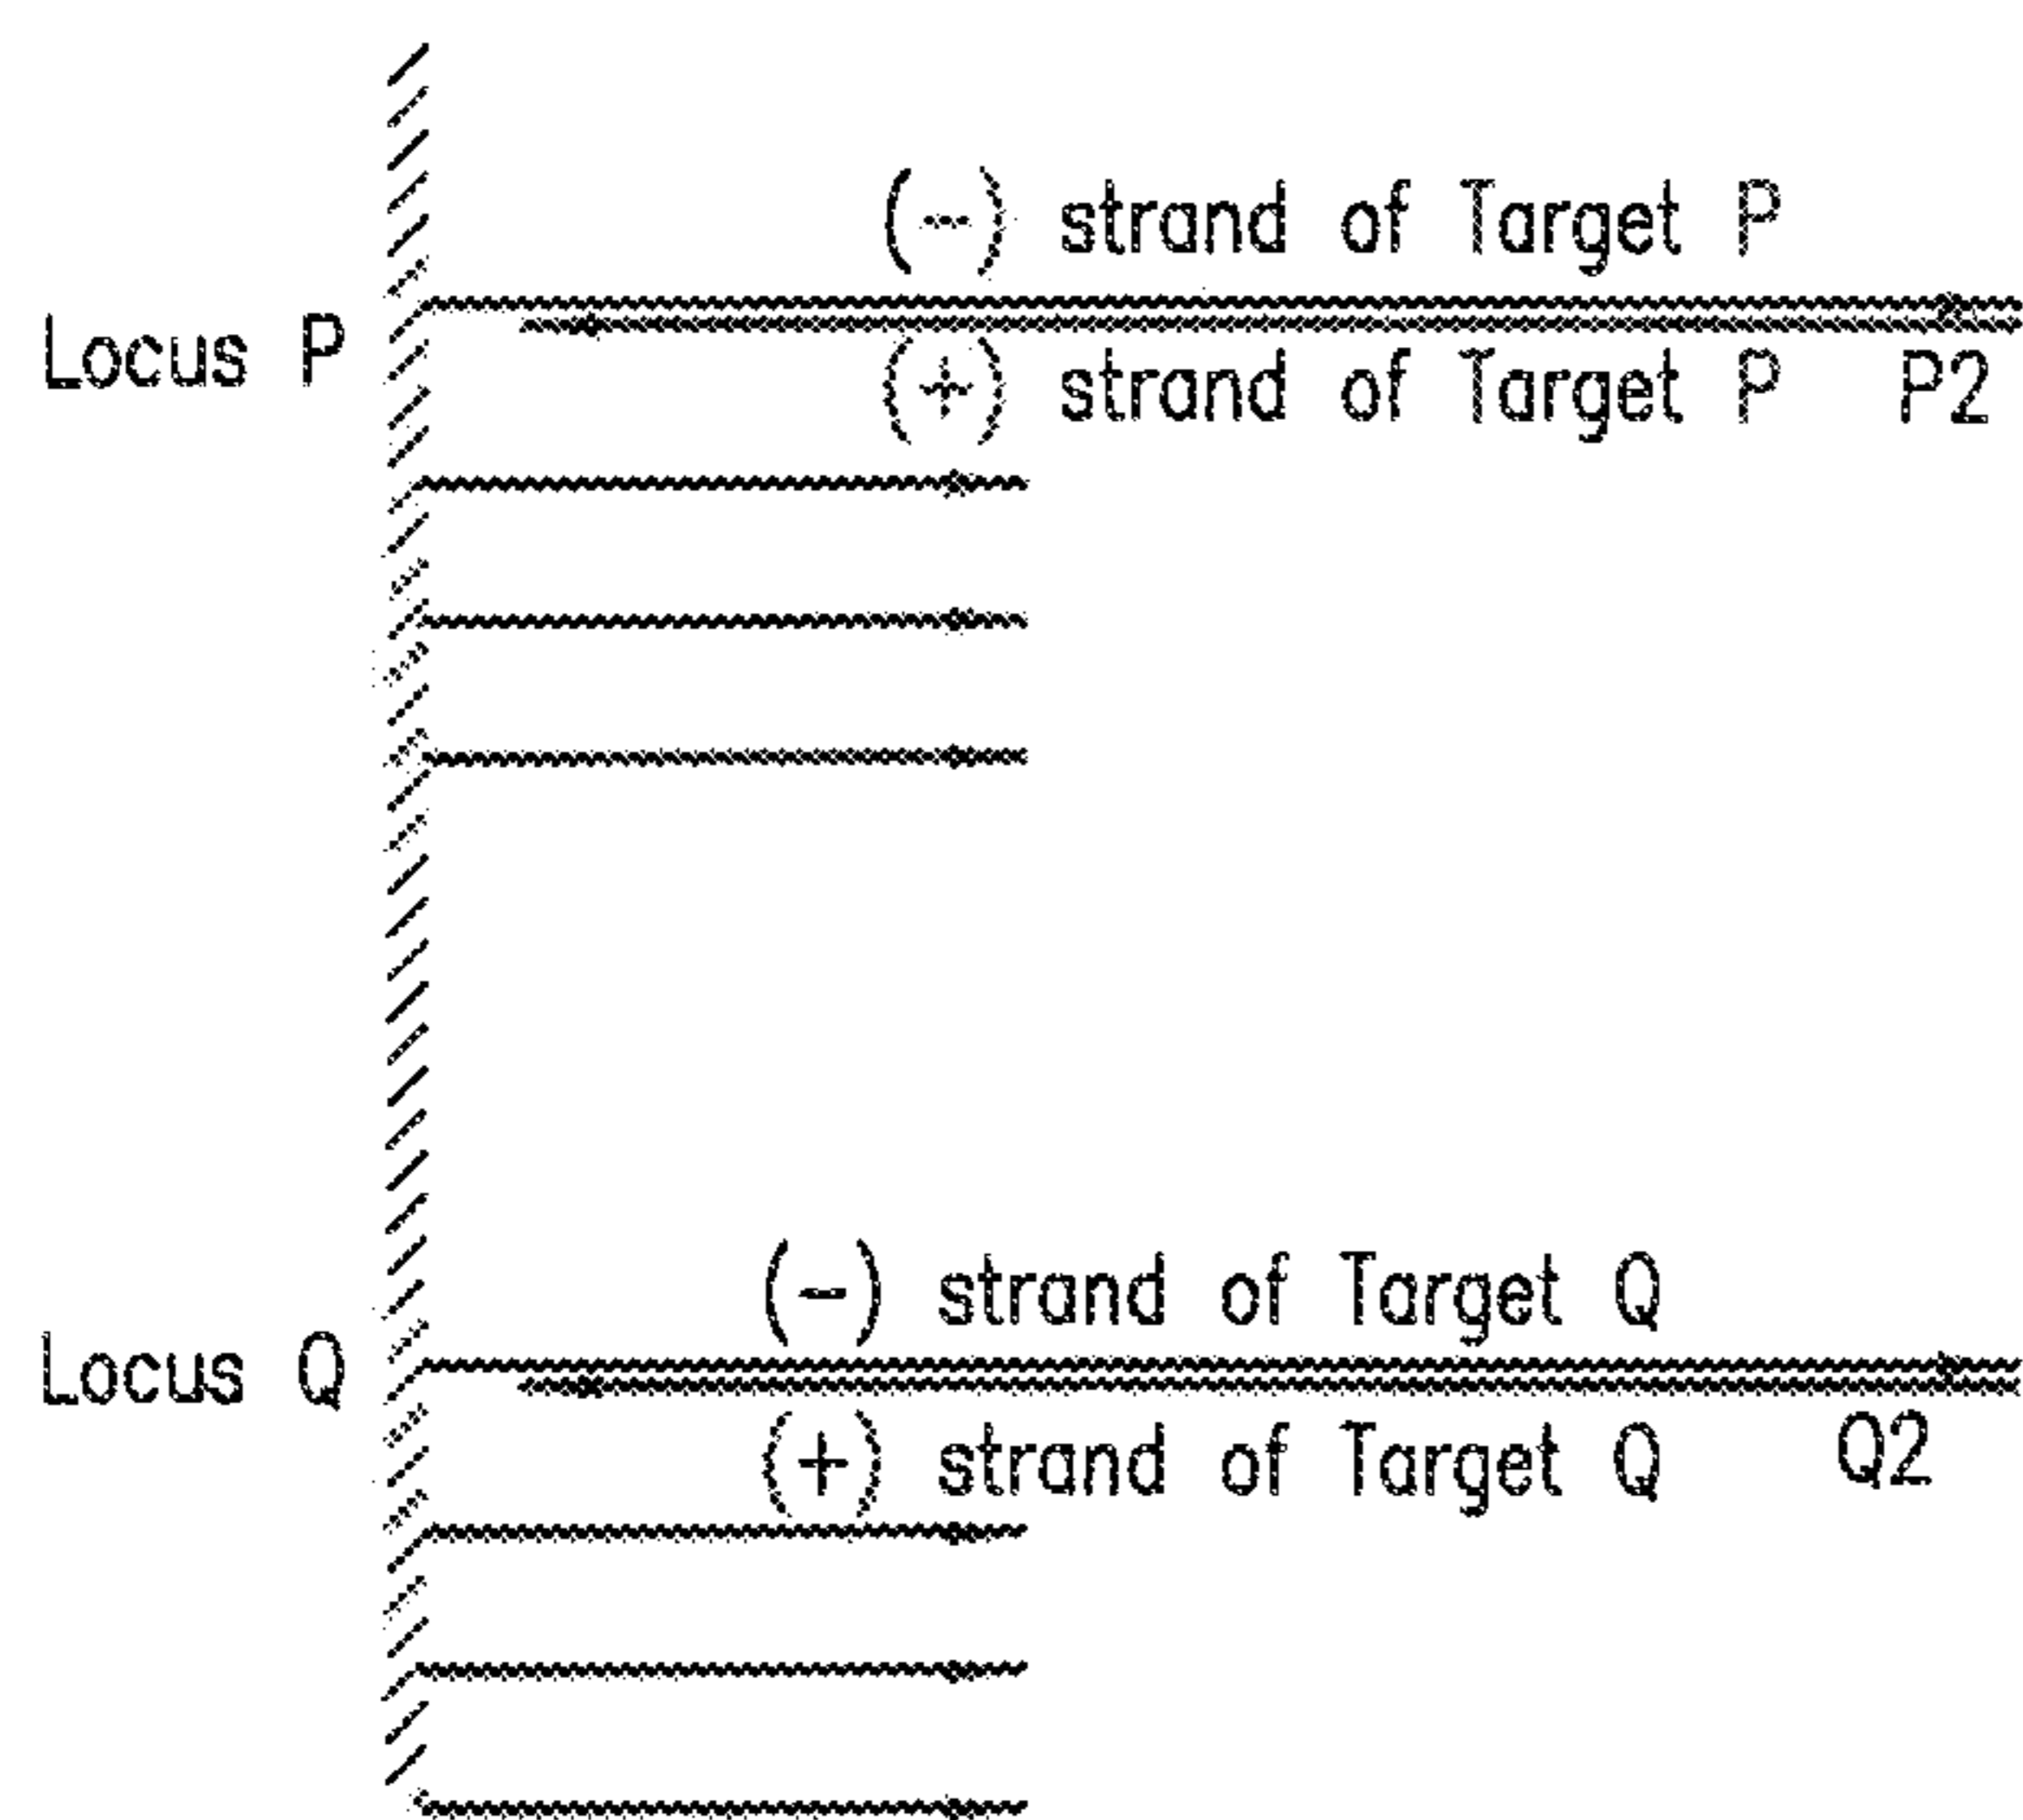 (-) strand of Target P
Locus P
(+) strand of Target P P2
(-) strand of Target Q
Locus Q
(+) strand of Target Q Q2